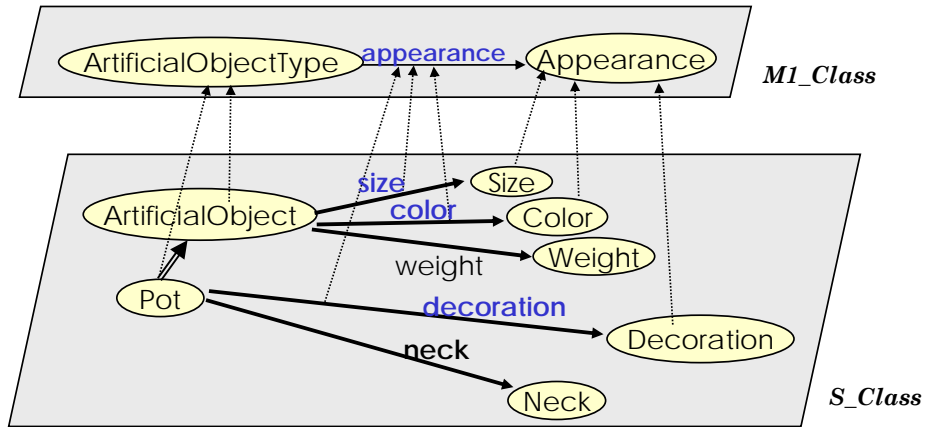 appearance
ArtificialObjectType
Appearance
M1_Class
size
Size
ArtificialObject
color
Color
weight
Weight
Pot
decoration
Decoration
neck
Neck
S_Class